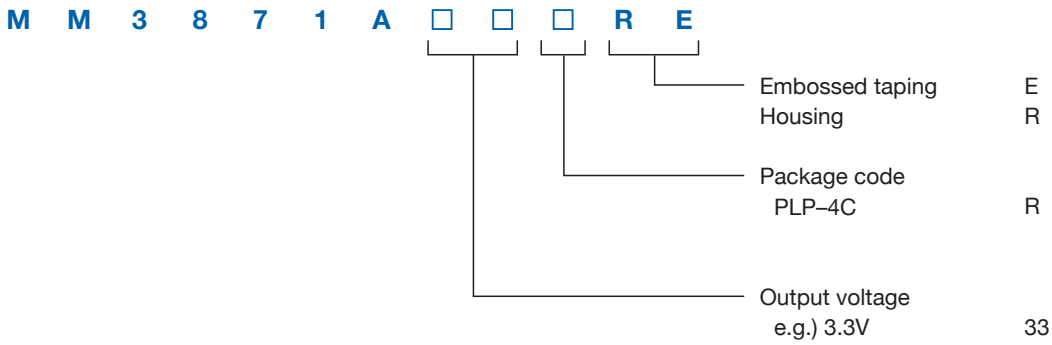 M M 3 8 7 1 A □ □ □ R E
Embossed taping E
Housing R
Package code
PLP–4C R
Output voltage
e.g.) 3.3V 33